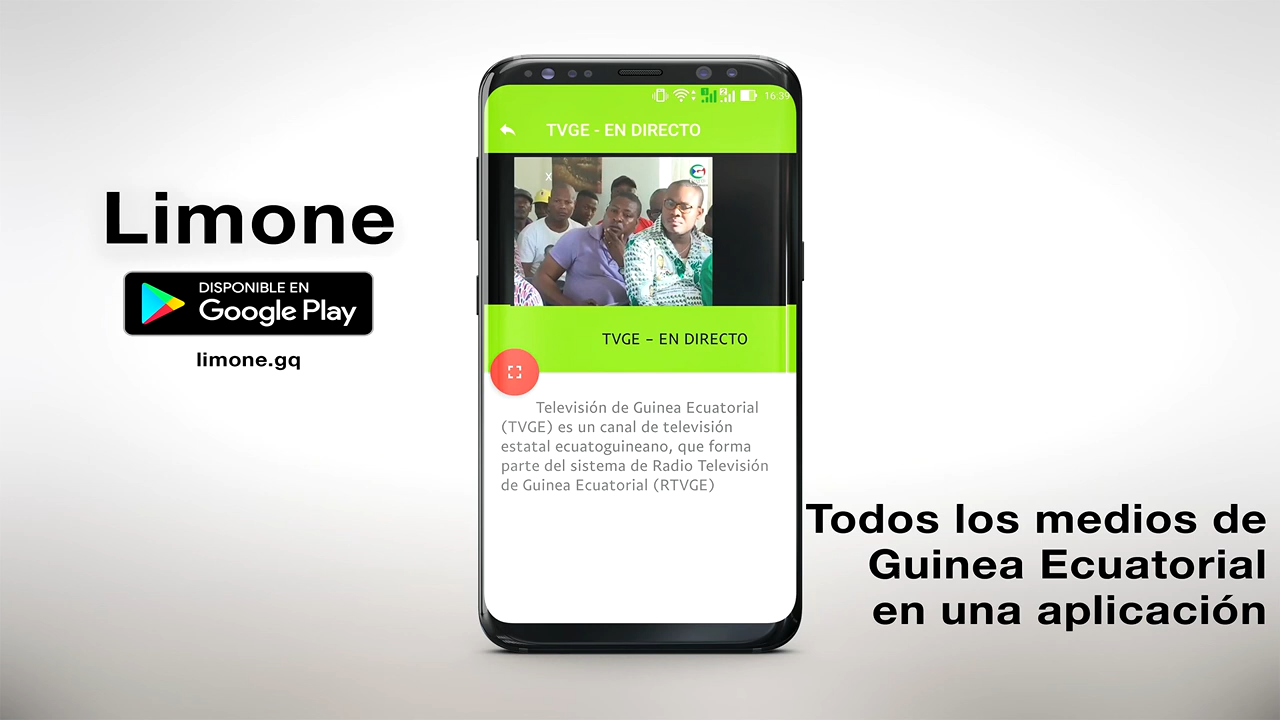 Limone
DISPONIBLE EN
Google Play
limone.gq
16:39
TVGE - EN DIRECTO
X
TVGE – EN DIRECTO
Televisión de Guinea Ecuatorial
(TVGE) es un canal de televisión
estatal ecuatoguineano, que forma
parte del sistema de Radio Televisión
de Guinea Ecuatorial (RTVGE)
Todos los medios de
Guinea Ecuatorial
en una aplicación